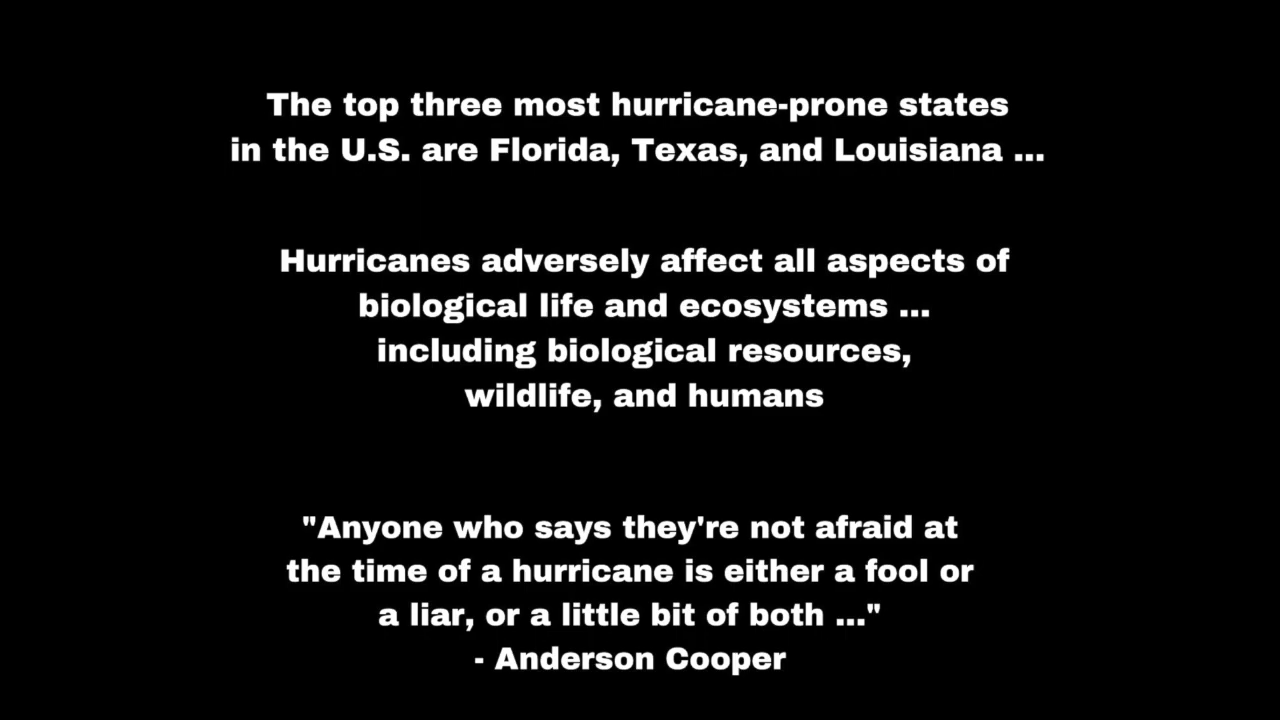 The top three most hurricane-prone states
in the U.S. are Florida, Texas, and Louisiana ...
Hurricanes adversely affect all aspects of
biological life and ecosystems ...
including biological resources,
wildlife, and humans
"Anyone who says they're not afraid at
the time of a hurricane is either a fool or
a liar, or a little bit of both ..."
- Anderson Cooper